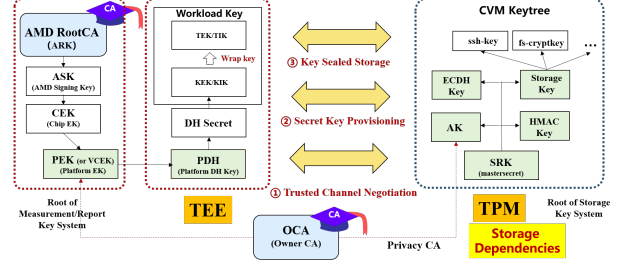 CA
AMD RootCA
(ARK)
ASK
(AMD Signing Key)
CEK
(Chip EK)
PEK (or VCEK)
(Platform EK)
Root of
Measurement/Report
Key System
Workload Key
TEK/TIK
Wrap key
KEK/KIK
DH Secret
PDH
(Platform DH Key)
TEE
③ Key Sealed Storage
② Secret Key Provisioning
① Trusted Channel Negotiation
CA
OCA
(Owner CA)
Privacy CA
CVM Keytree
ssh-key
fs-cryptkey
...
ECDH
Key
Storage
Key
AK
HMAC
Key
SRK
(mastersecret)
TPM
Root of Storage
Key System
Storage
Dependencies